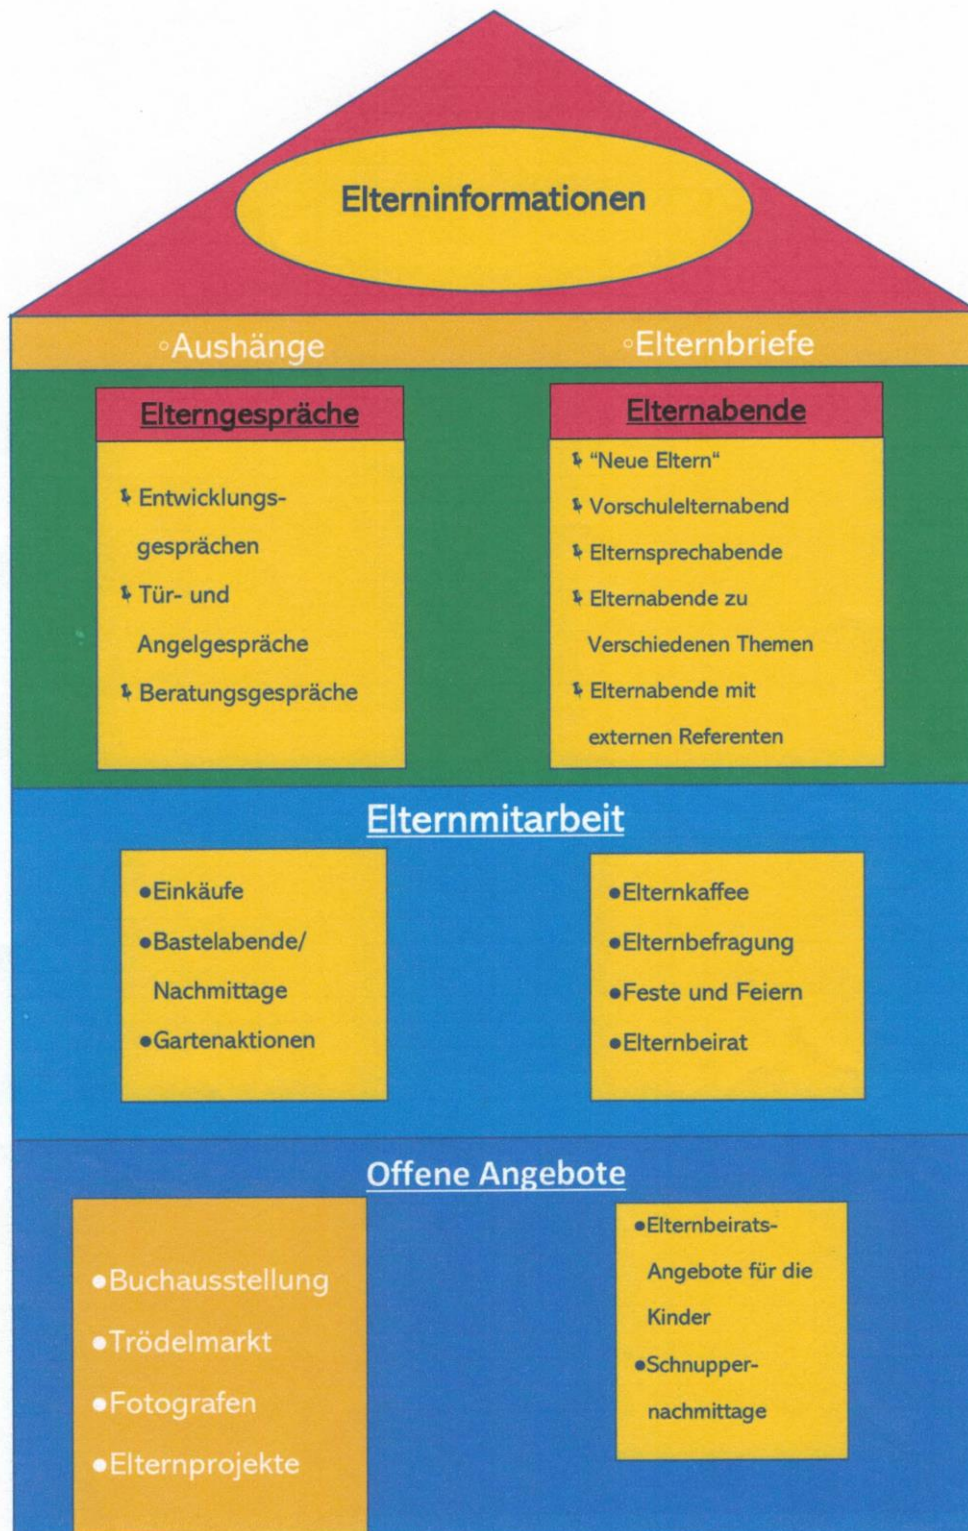 Elterninformationen
◦Aushänge
◦Elternbriefe
Elterngespräche
Entwicklungs-
gesprächen
Tür- und
Angelgespräche
Beratungsgespräche
Elternabende
“Neue Eltern“
Vorschulelternabend
Elternsprechabende
Elternabende zu
Verschiedenen Themen
Elternabende mit
externen Referenten
Elternmitarbeit
●Einkäufe
●Bastelabende/
Nachmittage
●Gartenaktionen
●Elternkaffee
●Elternbefragung
●Feste und Feiern
●Elternbeirat
Offene Angebote
●Buchausstellung
●Trödelmarkt
●Fotografen
●Elternprojekte
●Elternbeirats-
Angebote für die
Kinder
●Schnupper-
nachmittage